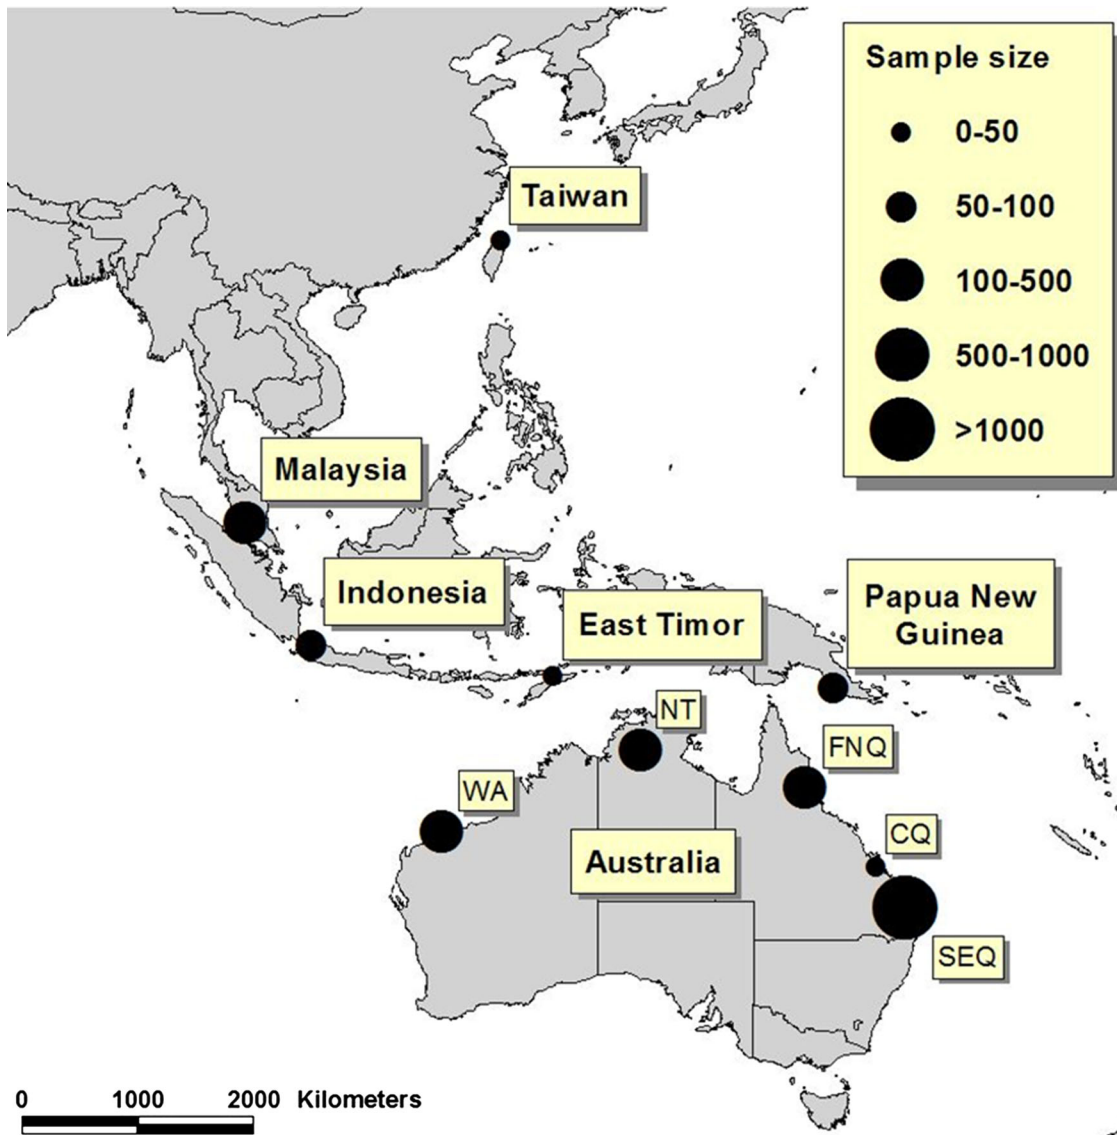 Sample size
0-50
50-100
100-500
500-1000
>1000
Taiwan
Malaysia
Indonesia
East Timor
Papua New
Guinea
NT
FNQ
WA
CQ
Australia
SEQ
0 1000 2000 Kilometers